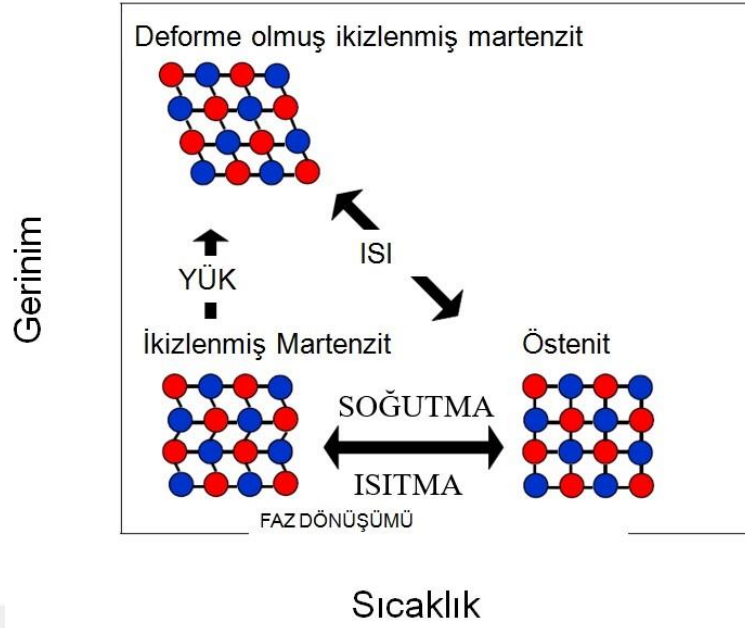 Deforme olmuş ikizlenmiş martenzit
Gerinim
ISI
YÜK
İkizlenmiş Martenzit
Östenit
SOĞUTMA
ISITMA
FAZ DÖNÜŞÜMÜ
Sıcaklık